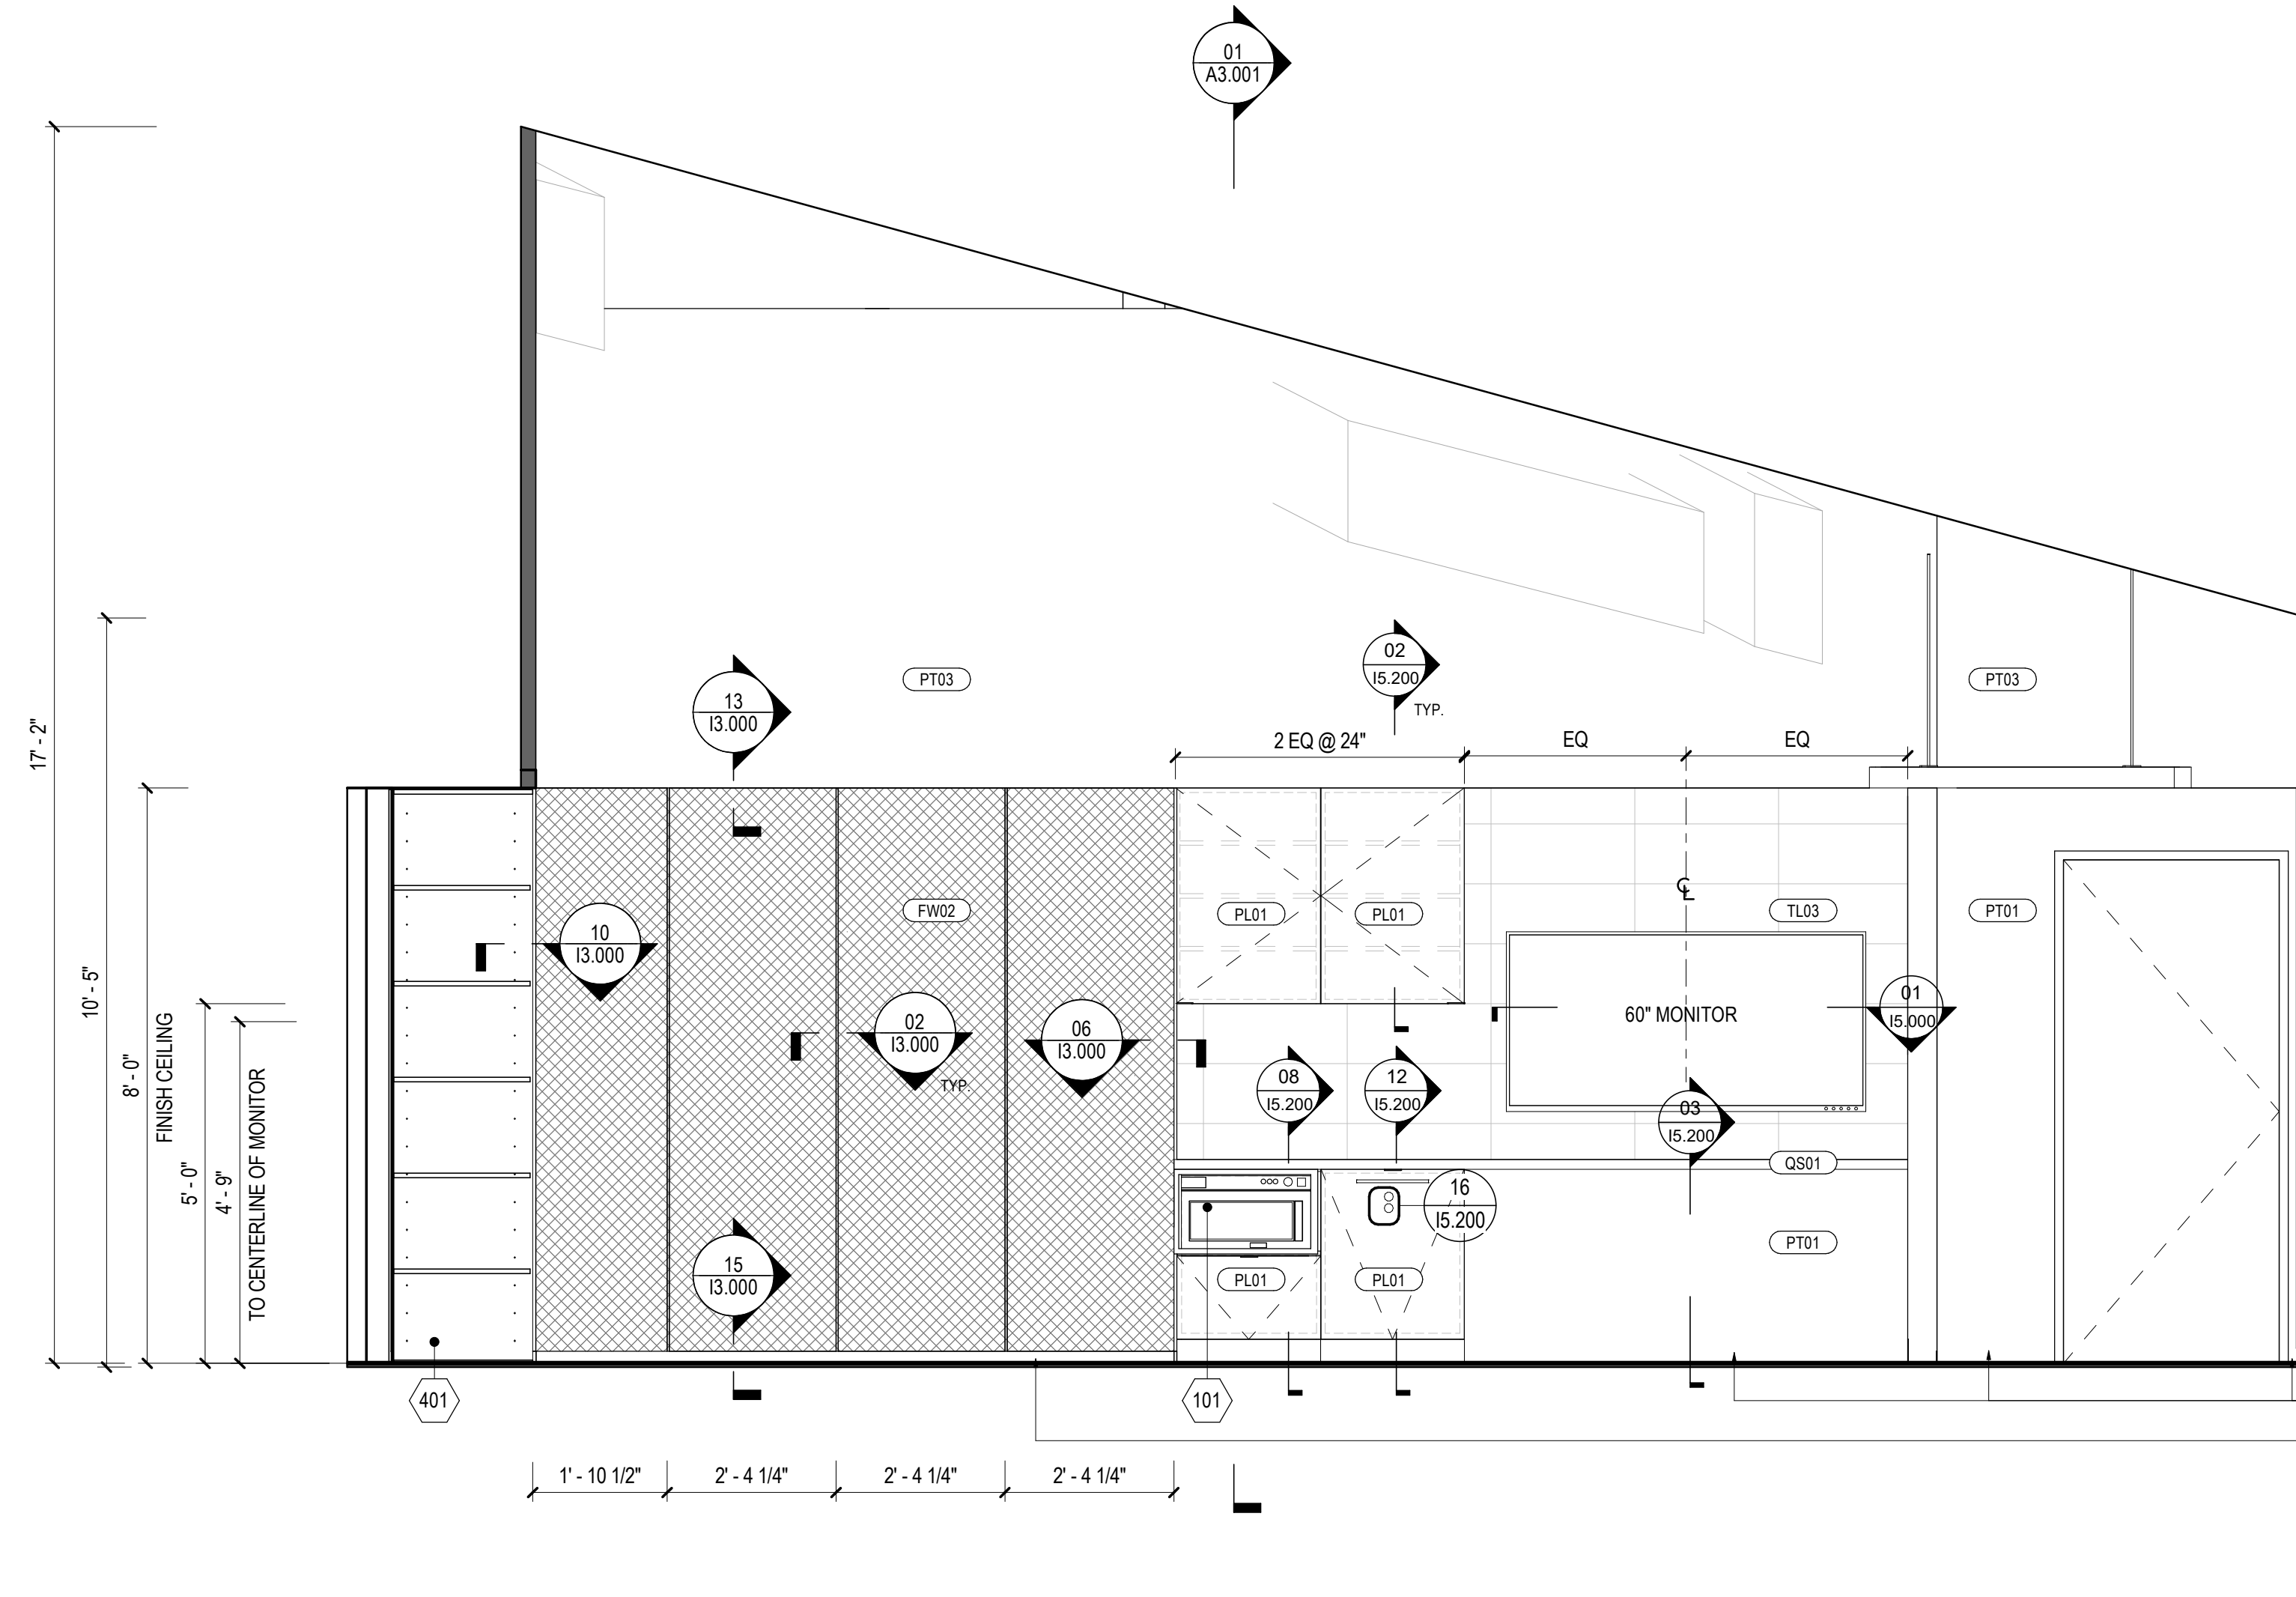 01
A3.001
17' - 2"
10' - 5"
8' - 0"
FINISH CEILING
5' - 0"
4' - 9"
TO CENTERLINE OF MONITOR
PT03
13
I3.000
02
I5.200
TYP.
PT03
2 EQ @ 24"
EQ
EQ
FW02
PL01
PL01
TL03
PT01
10
I3.000
02
I3.000
TYP.
06
I3.000
60" MONITOR
01
I5.000
08
I5.200
12
I5.200
03
I5.200
QS01
16
I5.200
PT01
15
I3.000
PL01
PL01
401
101
1' - 10 1/2"
2' - 4 1/4"
2' - 4 1/4"
2' - 4 1/4"